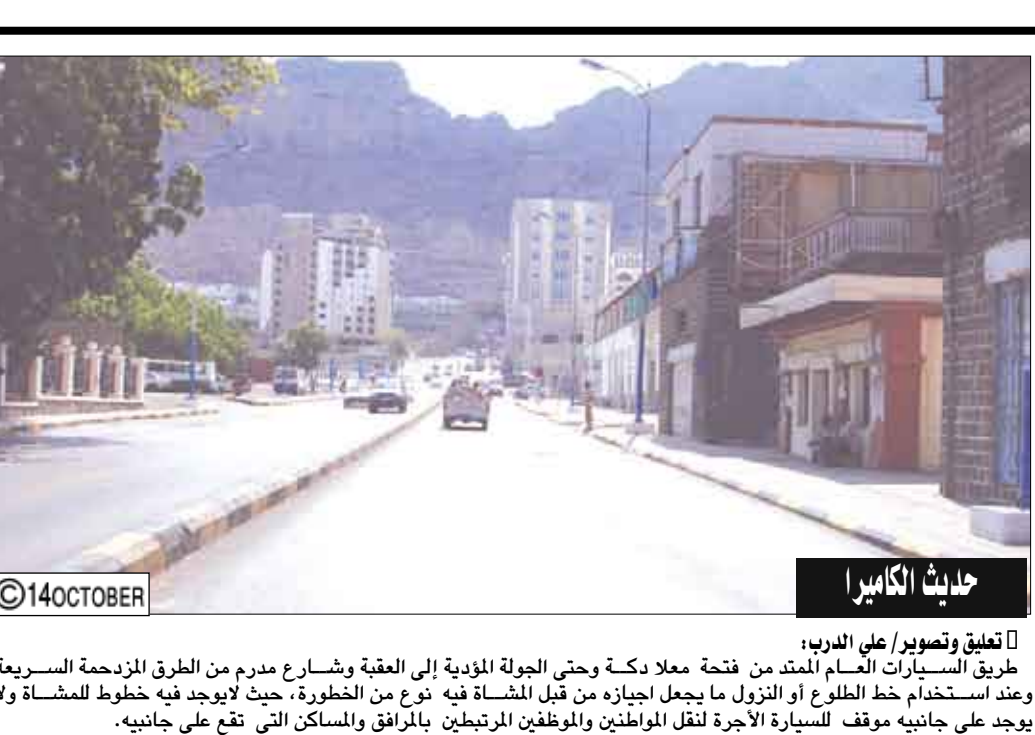 ©14OCTOBER
حديث الكاميرا
تعليق وتصوير/ علي الدرب:
طريق السيارات العام الممتد من فتحة معلا دكة وحتى الجولة المؤدية إلى العقبة وشارع مدرم من الطرق المزدحمة السريعة
وعند استخدام خط الطلوع أو النزول ما يجعل اجيازه من قبل المشاة فيه نوع من الخطورة، حيث لايوجد فيه خطوط للمشاة ولا
يوجد على جانبيه موقف للسيارة الأجرة لنقل المواطنين والموظفين المرتبطين بالمرافق والمساكن التى تقع على جانبيه.